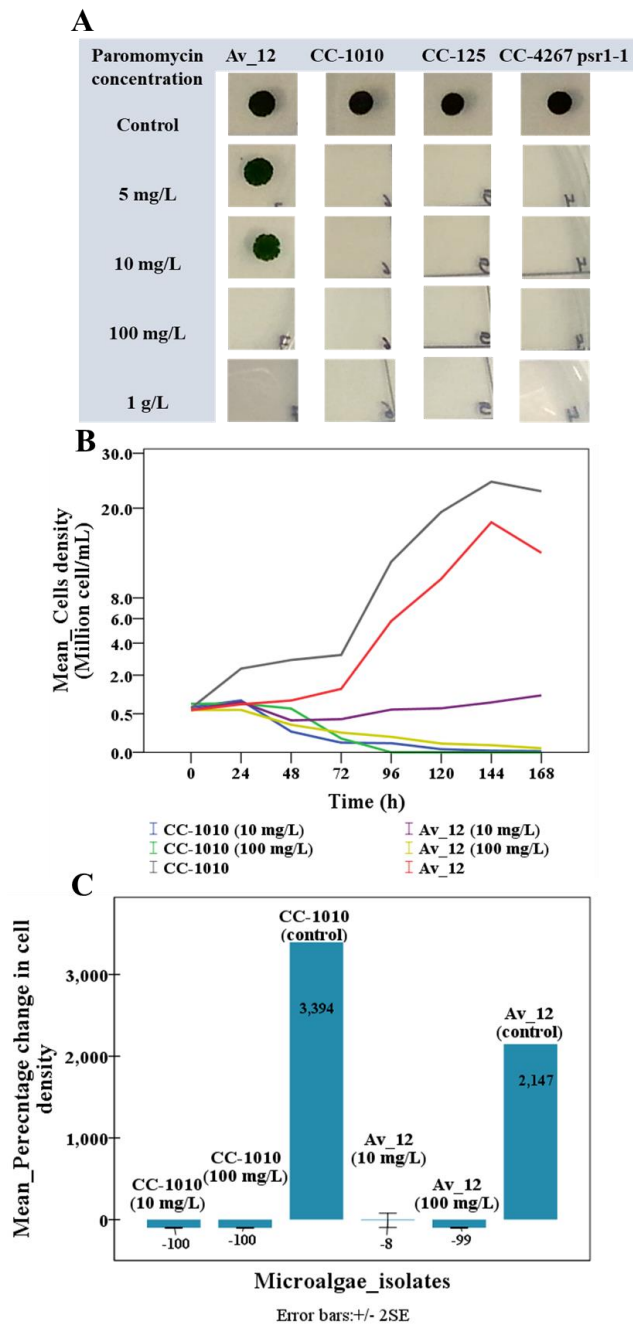 A
Paromomycin concentration
Av_12
CC-1010
CC-125
CC-4267 psr1-1
Control
5 mg/L
10 mg/L
100 mg/L
1 g/L
B
Mean_Cells density
(Million cell/mL)
30.0
20.0
8.0
6.0
4.0
2.0
0.5
0.0
0 24 48 72 96 120 144 168
Time (h)
CC-1010 (10 mg/L)
CC-1010 (100 mg/L)
CC-1010
Av_12 (10 mg/L)
Av_12 (100 mg/L)
Av_12
C
Mean_Perecntage change in cell
density
3,000
2,000
1,000
0
CC-1010
(10 mg/L)
-100
CC-1010
(100 mg/L)
-100
CC-1010
(control)
3,394
Av_12
(10 mg/L)
-8
Av_12
(100 mg/L)
-99
Av_12
(control)
2,147
Microalgae_isolates
Error bars:+/- 2SE